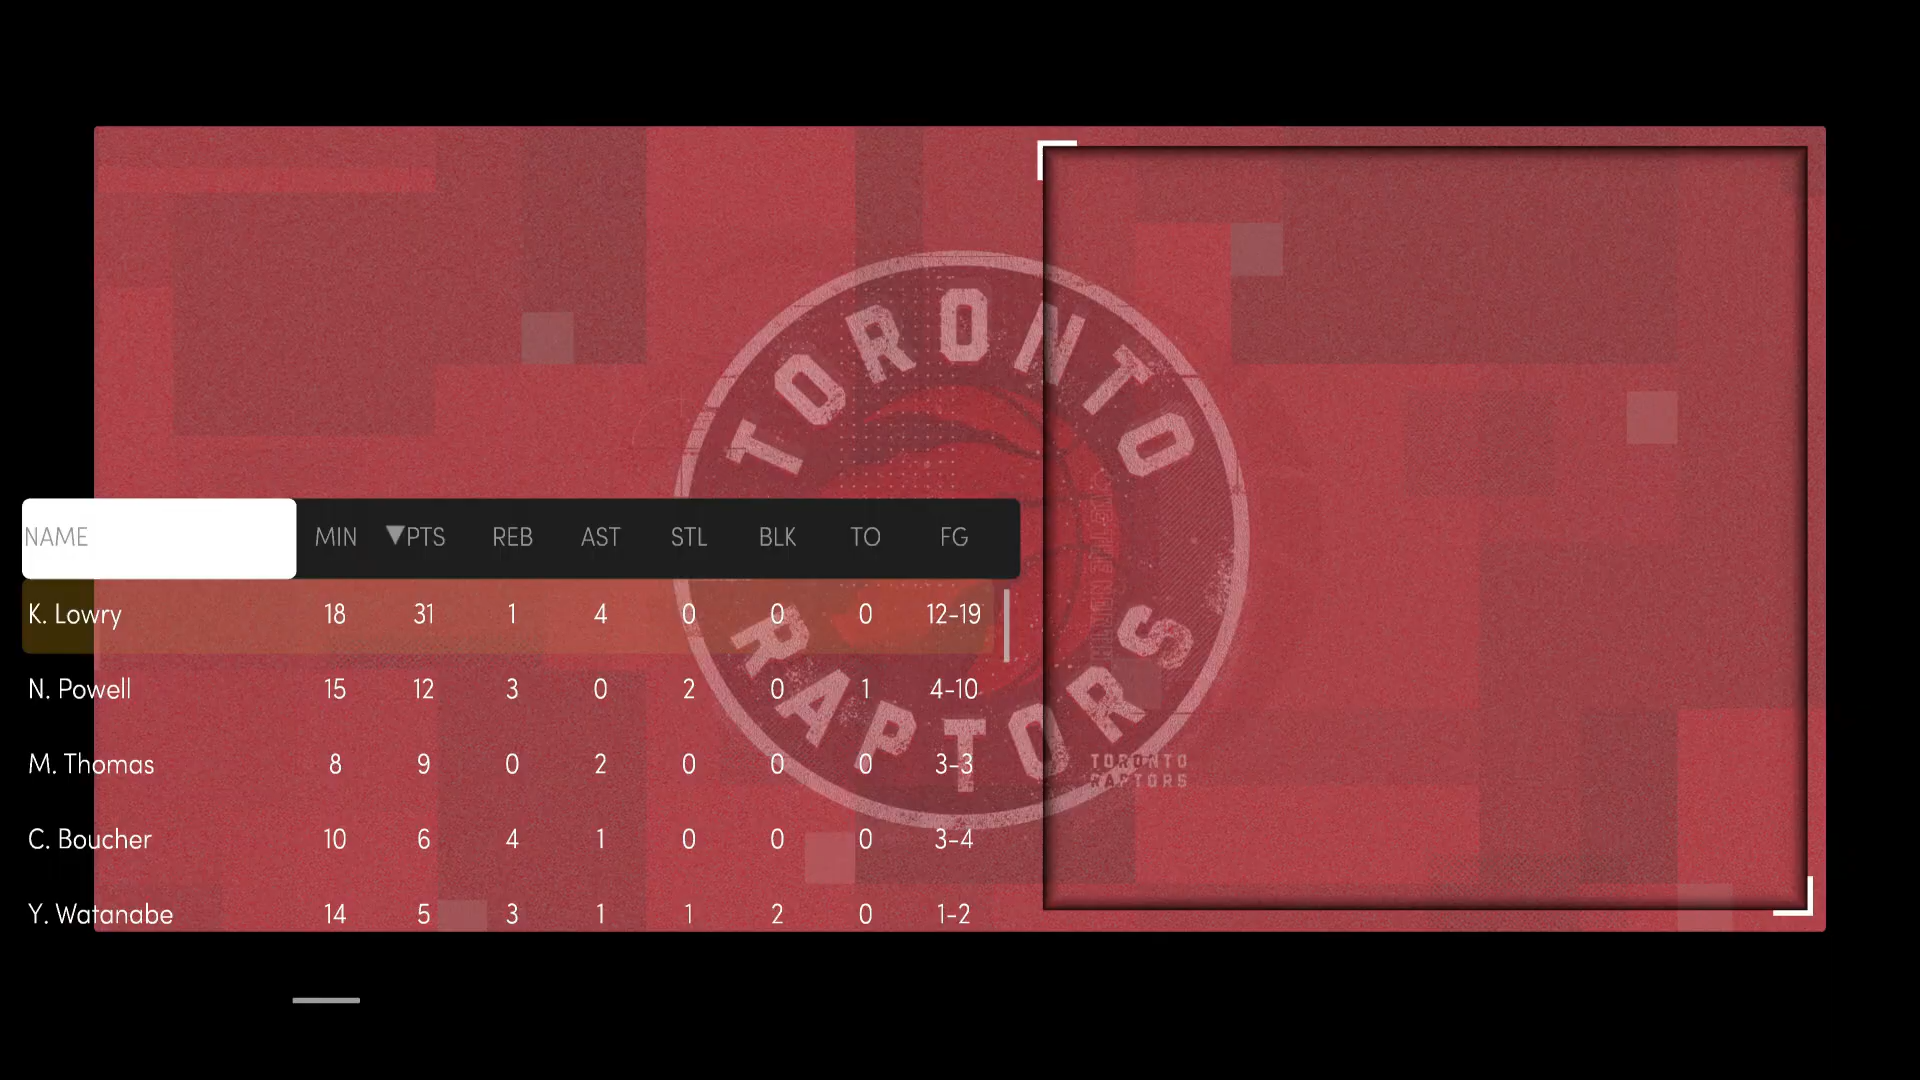 TORONTO
RAPTORS
NAME MIN ▼PTS REB AST STL BLK TO FG
K. Lowry 18 31 1 4 0 0 0 12-19
N. Powell 15 12 3 0 2 0 1 4-10
M. Thomas 8 9 0 2 0 0 0 3-3
C. Boucher 10 6 4 1 0 0 0 3-4
Y. Watanabe 14 5 3 1 1 2 0 1-2
TORONTO
RAPTORS